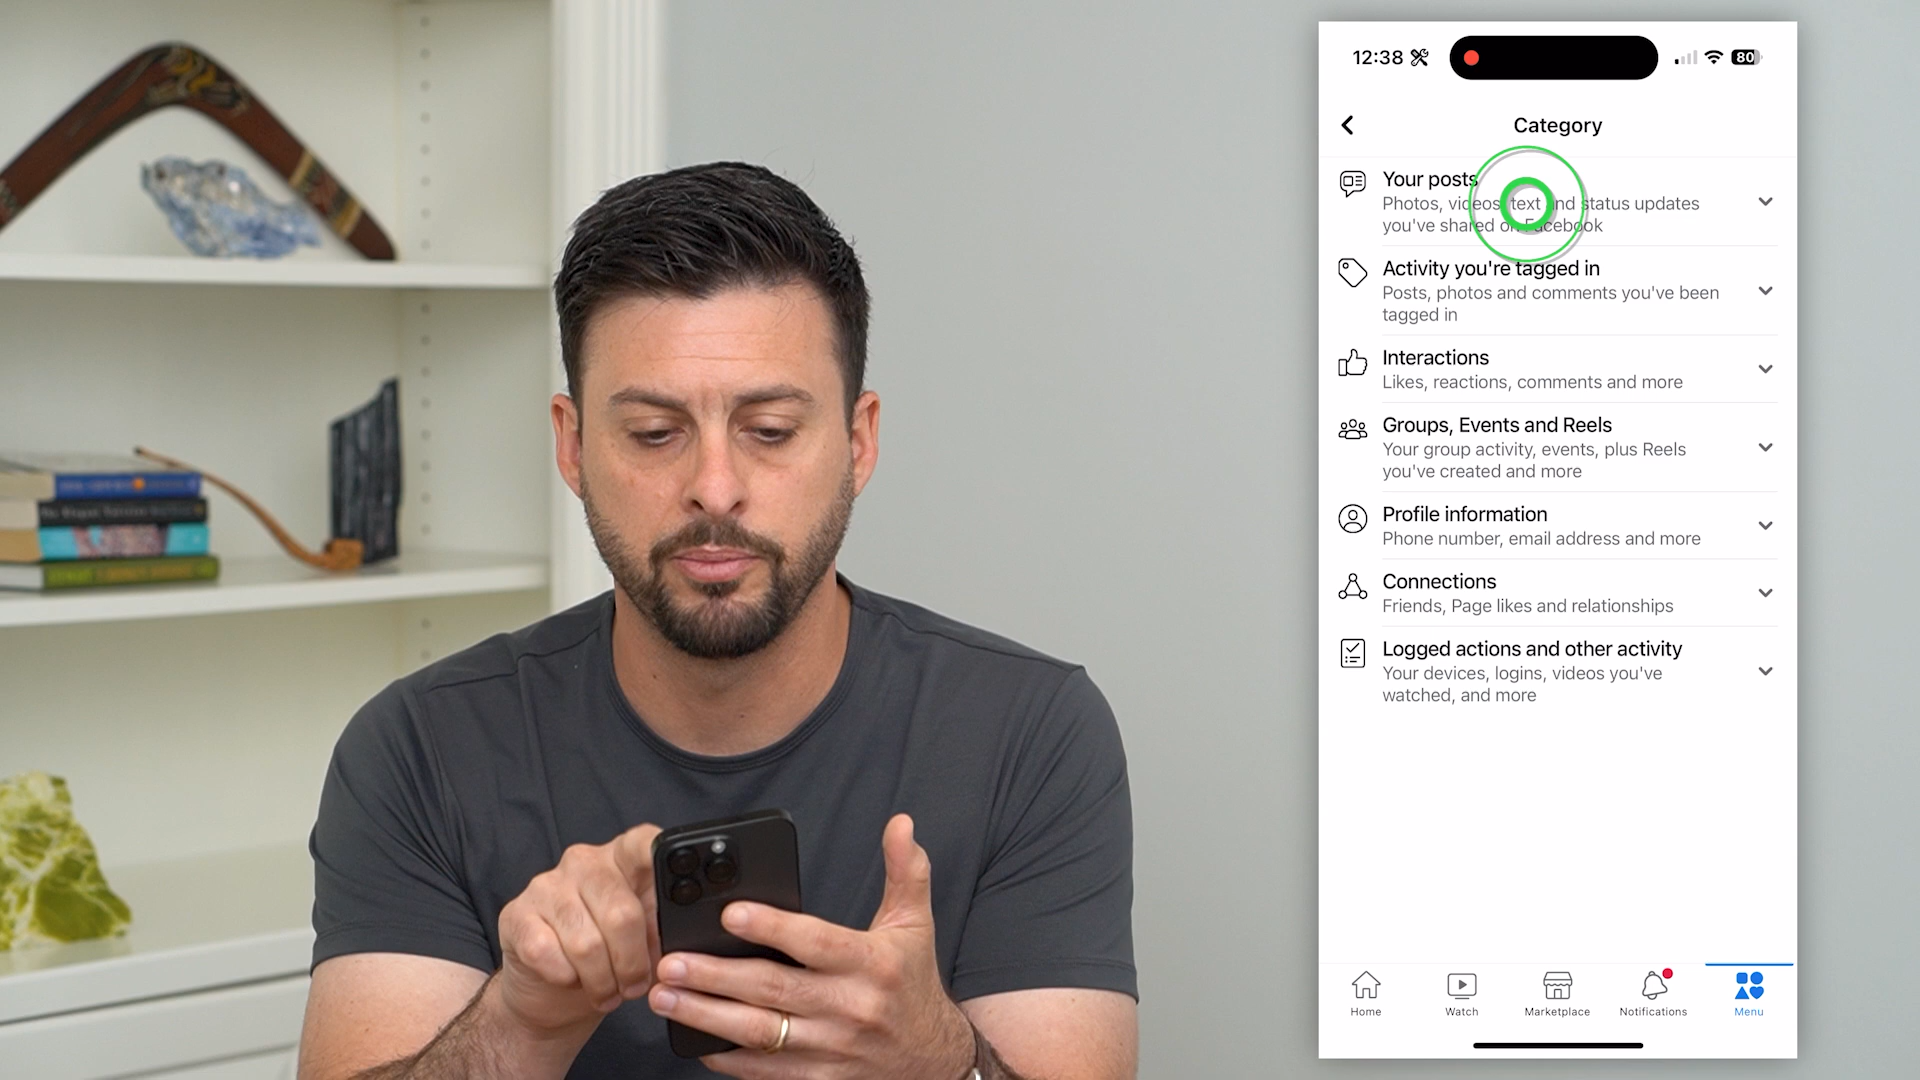 12:38
80
Category
Your posts
Photos, videos, text and status updates
you've shared on Facebook
Activity you're tagged in
Posts, photos and comments you've been
tagged in
Interactions
Likes, reactions, comments and more
Groups, Events and Reels
Your group activity, events, plus Reels
you've created and more
Profile information
Phone number, email address and more
Connections
Friends, Page likes and relationships
Logged actions and other activity
Your devices, logins, videos you've
watched, and more
Home
Watch
Marketplace
Notifications
Menu